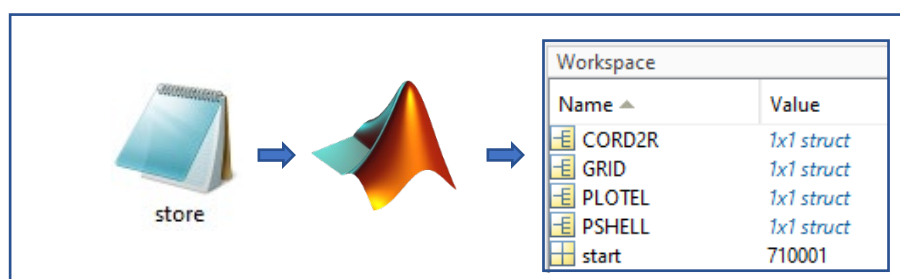 store
Workspace
Name Value
CORD2R 1x1 struct
GRID 1x1 struct
PLOTEL 1x1 struct
PSHELL 1x1 struct
start 710001